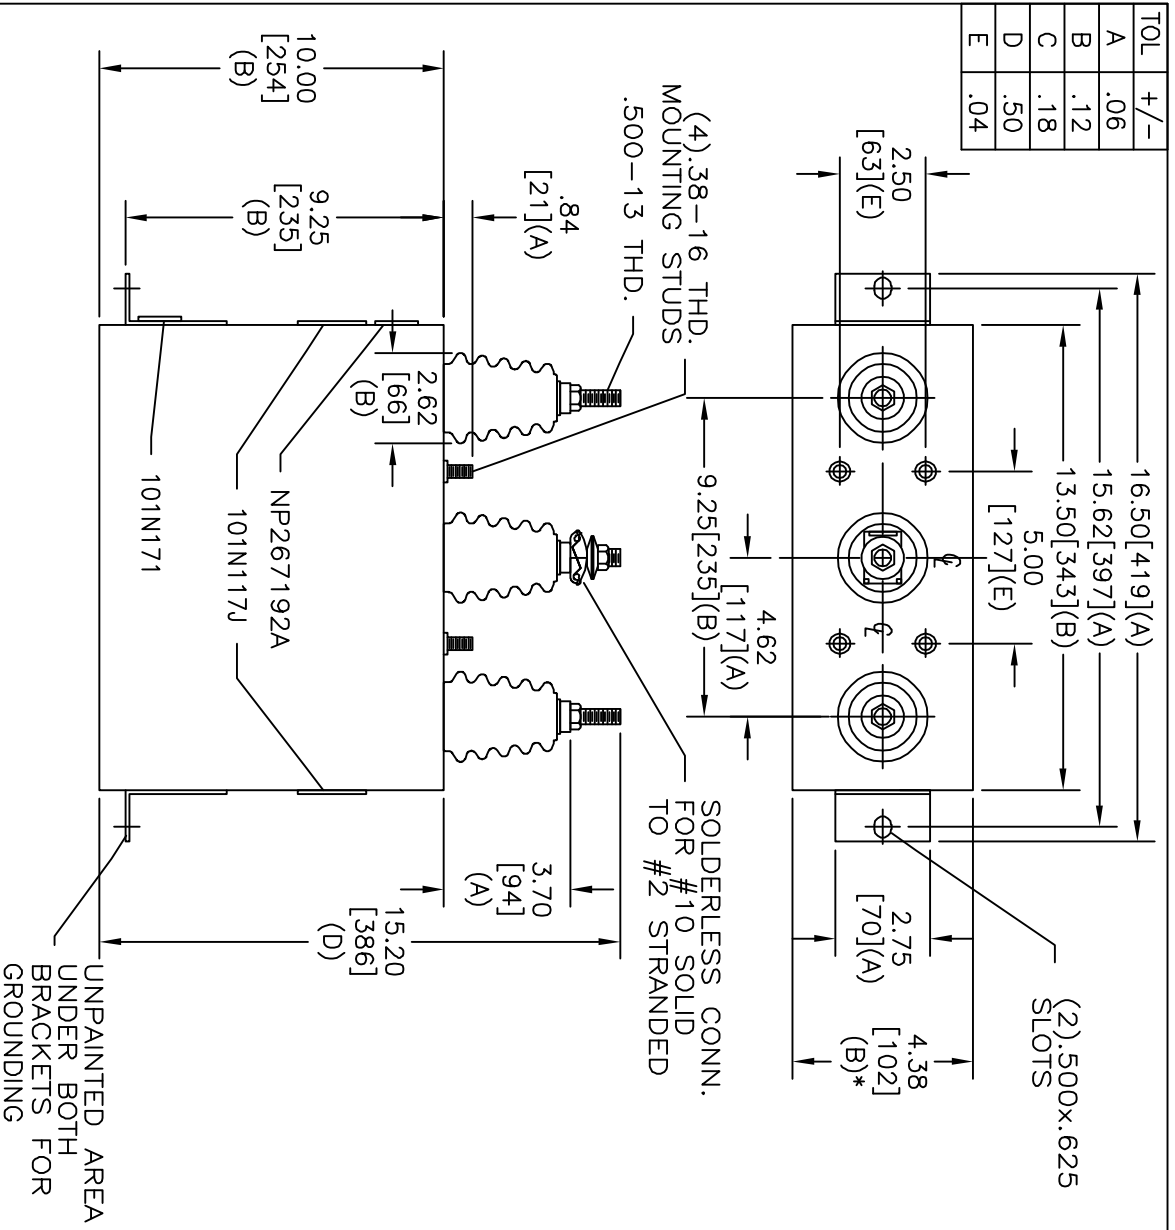 TOL +/-
A .06
B .12
C .18
D .50
E .04
16.50[419](A)
15.62[397](A)
13.50[343](B)
5.00
[127](E)
2.50
[63](E)
(2).500x.625
SLOTS
2.75
[70](A)
4.38
[102]
(B)*
CL
CL
4.62
[117](A)
9.25[235](B)
(4).38-16 THD.
MOUNTING STUDS
.500-13 THD.
SOLDERLESS CONN.
FOR #10 SOLID
TO #2 STRANDED
.84
[21](A)
10.00
[254]
(B)
9.25
[235]
(B)
2.62
[66]
(B)
3.70
[94]
(A)
15.20
[386]
(D)
NP267192A
101N117J
101N171
UNPAINTED AREA
UNDER BOTH
BRACKETS FOR
GROUNDING